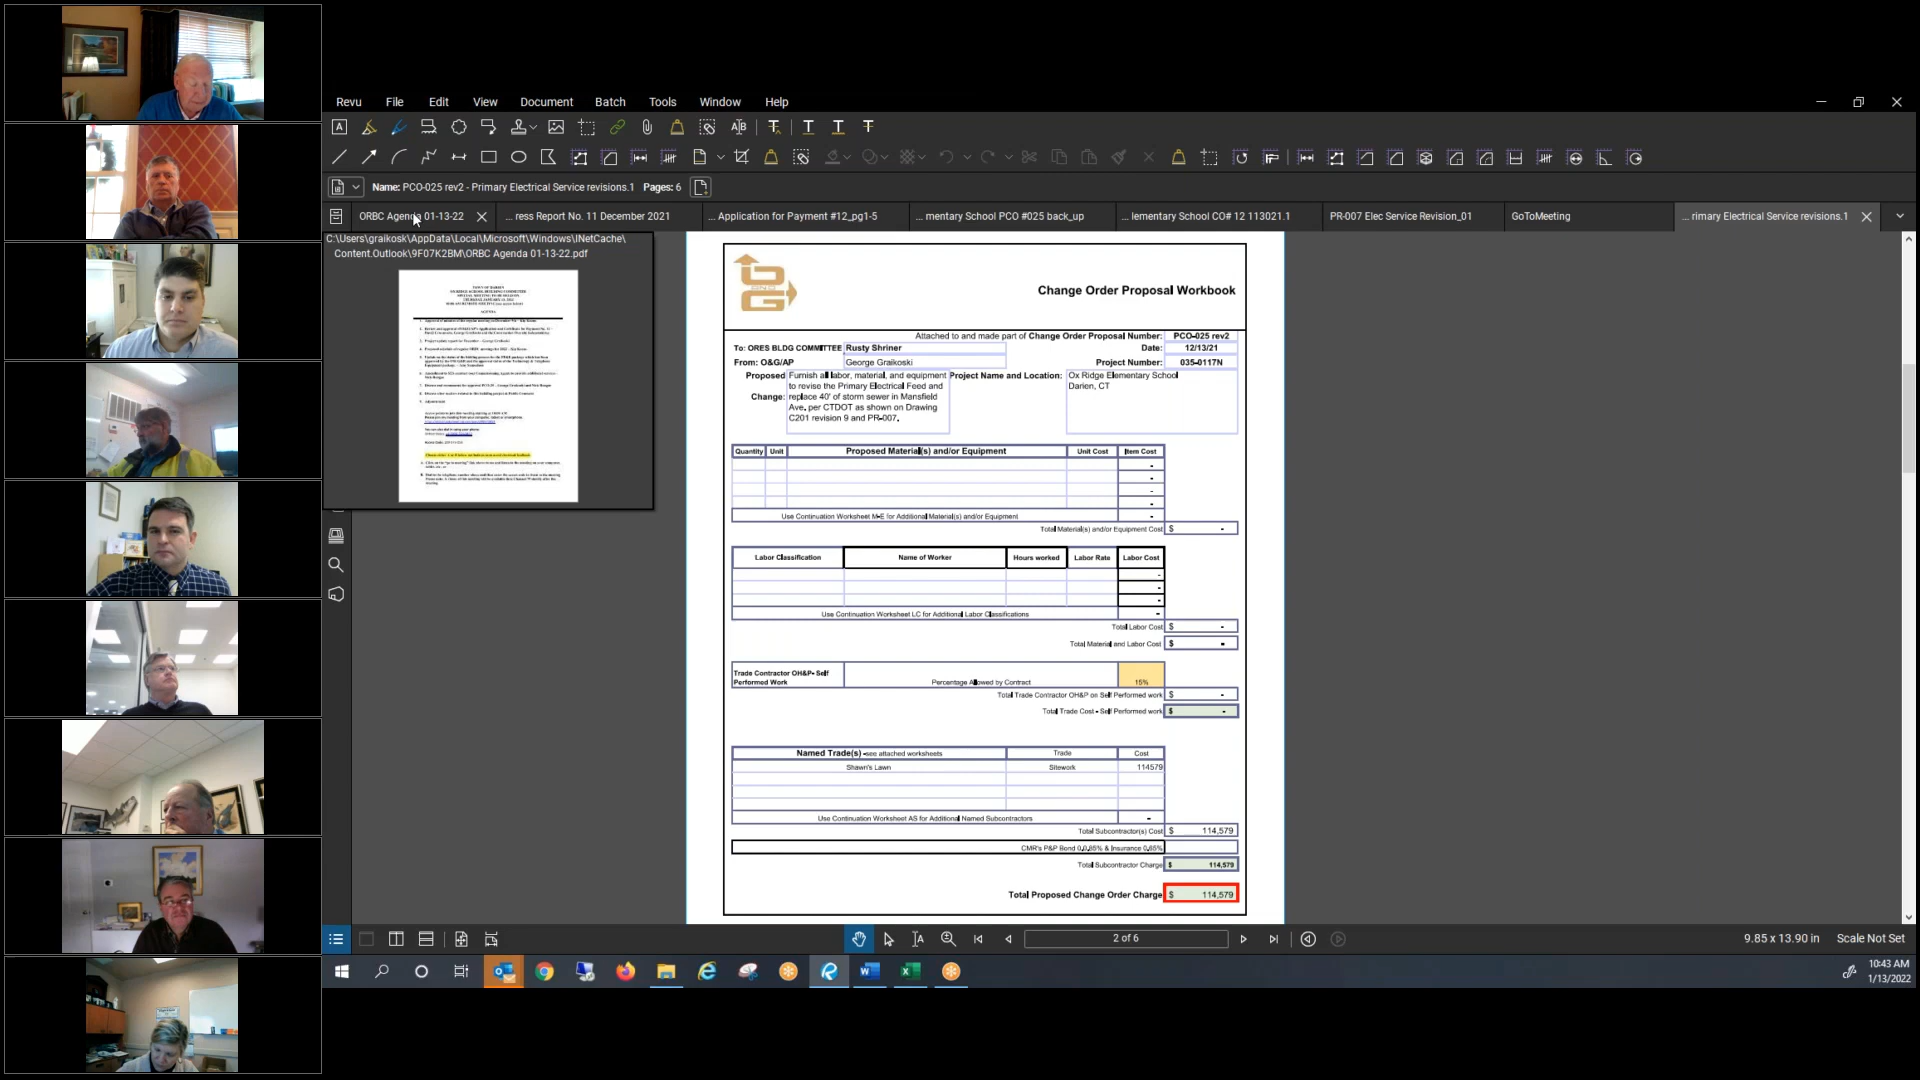 Revu File Edit View Document Batch Tools Window Help
Name: PCO-025 rev2 - Primary Electrical Service revisions.1 Pages: 6
ORBC Agenda 01-13-22
... ress Report No. 11 December 2021
... Application for Payment #12_pg1-5
... mentary School PCO #025 back_up
... lementary School CO# 12 113021.1
PR-007 Elec Service Revision_01
GoToMeeting
... rimary Electrical Service revisions.1
C:\Users\graikosk\AppData\Local\Microsoft\Windows\INetCache\
Content.Outlook\9F07K2BM\ORBC Agenda 01-13-22.pdf
AGENDA
Change Order Proposal Workbook
Attached to and made part of Change Order Proposal Number: PCO-025 rev2
To: ORES BLDG COMMITTEE Rusty Shriner Date: 12/13/21
From: O&G/AP George Graikoski Project Number: 035-0117N
Proposed Change: Furnish all labor, material, and equipment
to revise the Primary Electrical Feed and
replace 40' of storm sewer in Mansfield
Ave. per CTDOT as shown on Drawing
C201 revision 9 and PR-007.
Project Name and Location: Ox Ridge Elementary School
Darien, CT
Quantity Unit Proposed Material(s) and/or Equipment Unit Cost Item Cost
-
-
-
-
Use Continuation Worksheet M-E for Additional Material(s) and/or Equipment -
Total Material(s) and/or Equipment Cost $ -
Labor Classification Name of Worker Hours worked Labor Rate Labor Cost
-
-
-
Use Continuation Worksheet LC for Additional Labor Classifications -
Total Labor Cost $ -
Total Material and Labor Cost $ -
Trade Contractor OH&P- Self
Performed Work Percentage Allowed by Contract 15%
Total Trade Contractor OH&P on Self Performed work $ -
Total Trade Cost - Self Performed work $ -
Named Trade(s) -see attached worksheets Trade Cost
Shawn's Lawn Sitework 114579
Use Continuation Worksheet AS for Additional Named Subcontractors -
Total Subcontractor(s) Cost $ 114,579
CMR's P&P Bond 0.0.85% & Insurance 0.85%
Total Subcontractor Charge $ 114,579
Total Proposed Change Order Charge $ 114,579
2 of 6
9.85 x 13.90 in Scale Not Set
10:43 AM
1/13/2022